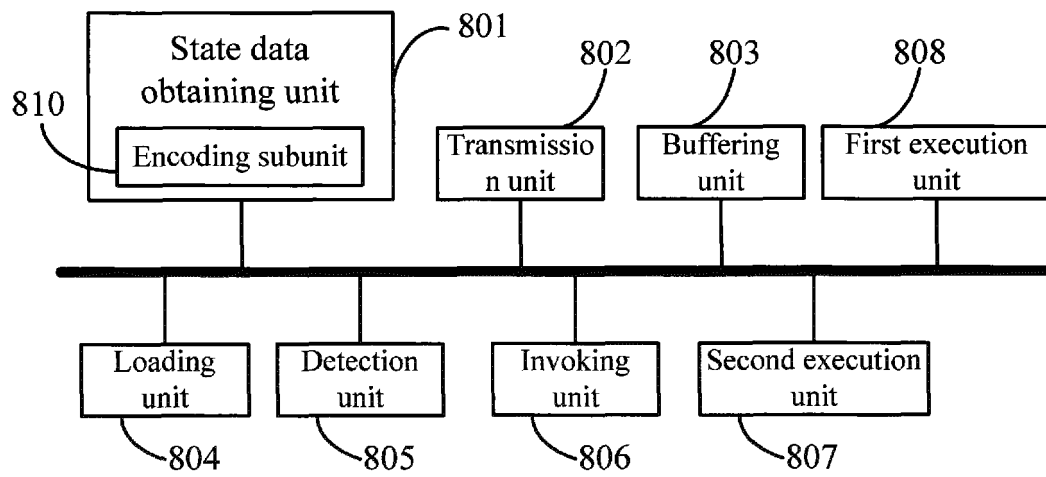 State data
obtaining unit
801
810
Encoding subunit
802
Transmissio
n unit
803
Buffering
unit
808
First execution
unit
Loading
unit
804
Detection
unit
805
Invoking
unit
806
Second execution
unit
807